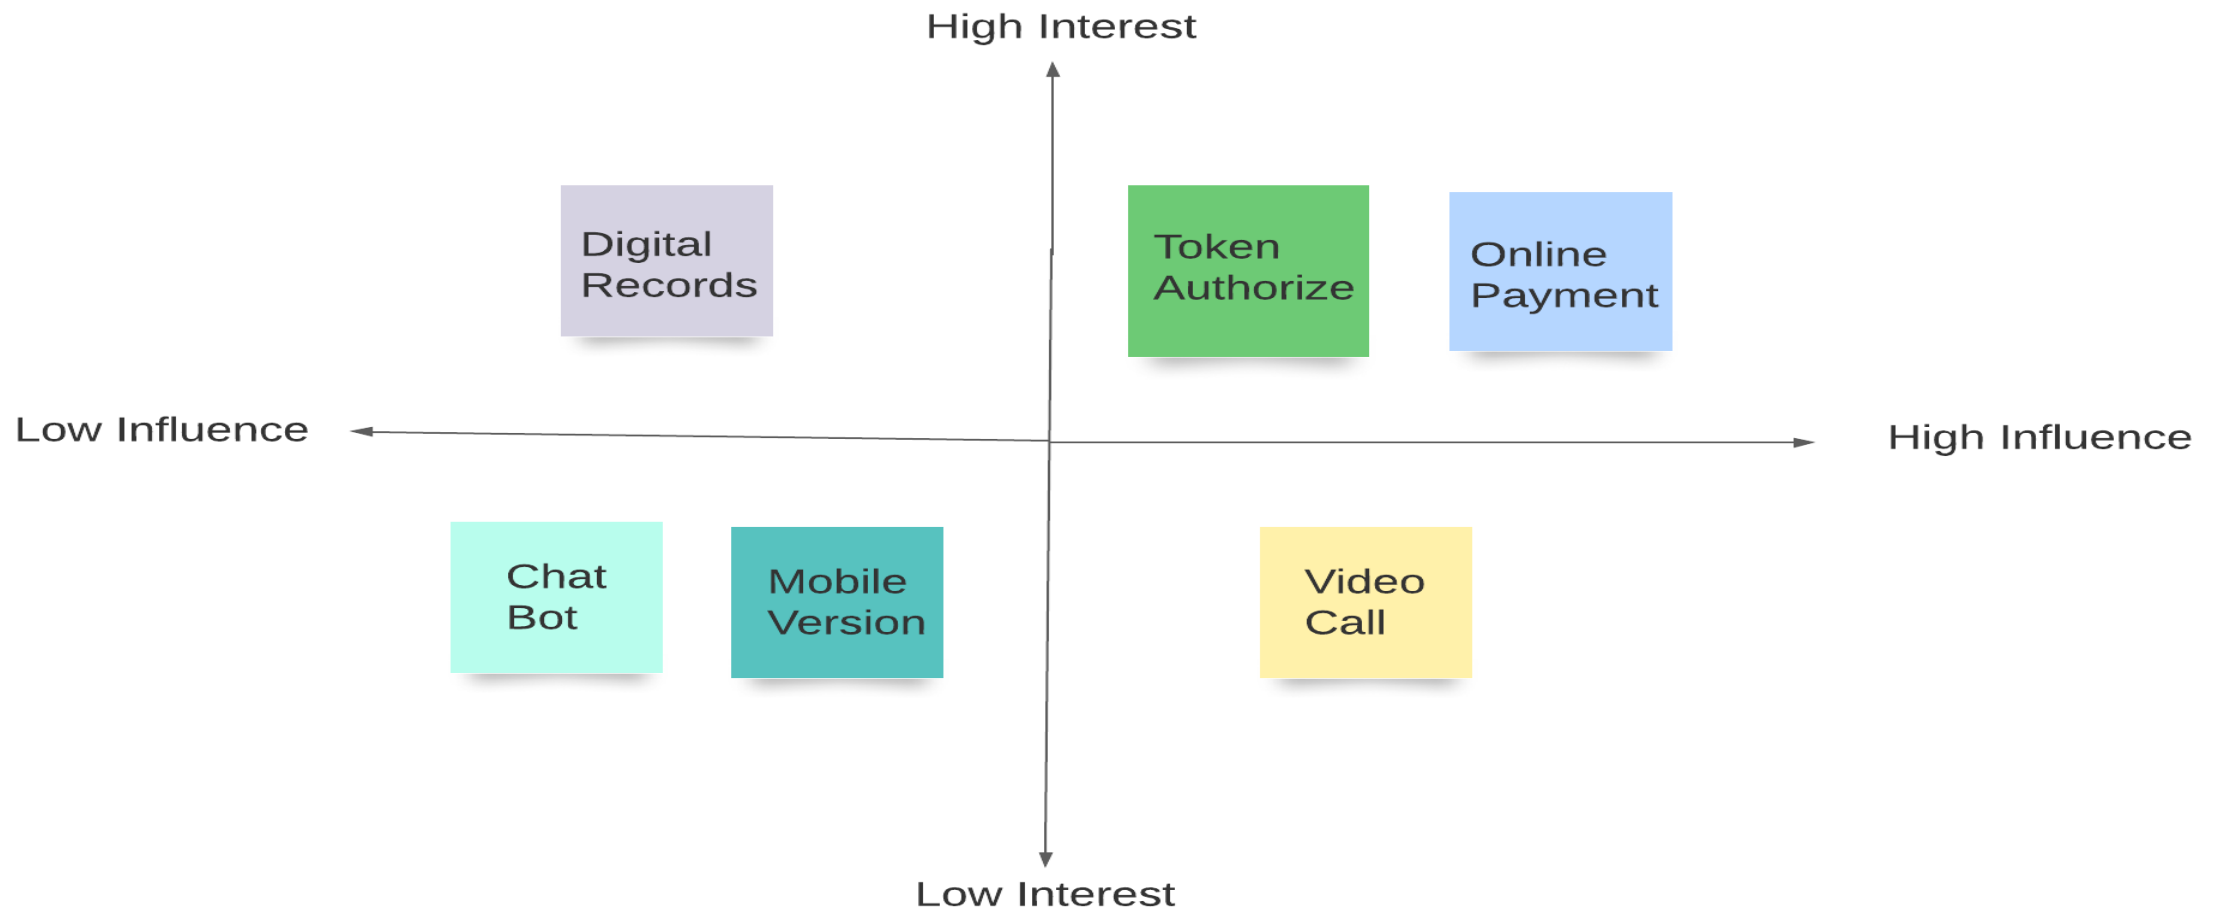 High Interest
Digital
Records
Token
Authorize
Online
Payment
Low Influence
High Influence
Chat
Bot
Mobile
Version
Video
Call
Low Interest